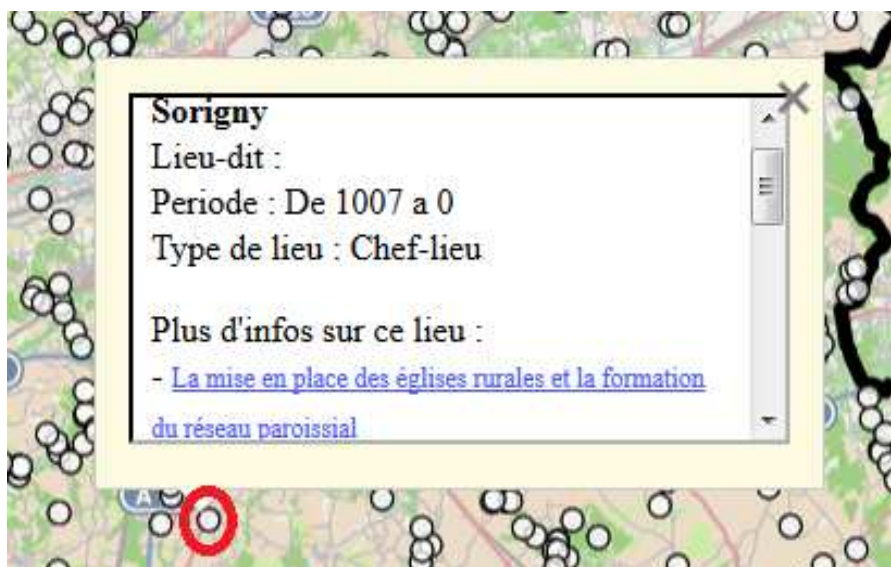 Sorigny
Lieu-dit :
Periode : De 1007 a 0
Type de lieu : Chef-lieu
Plus d'infos sur ce lieu :
- La mise en place des églises rurales et la formation
du réseau paroissial
A